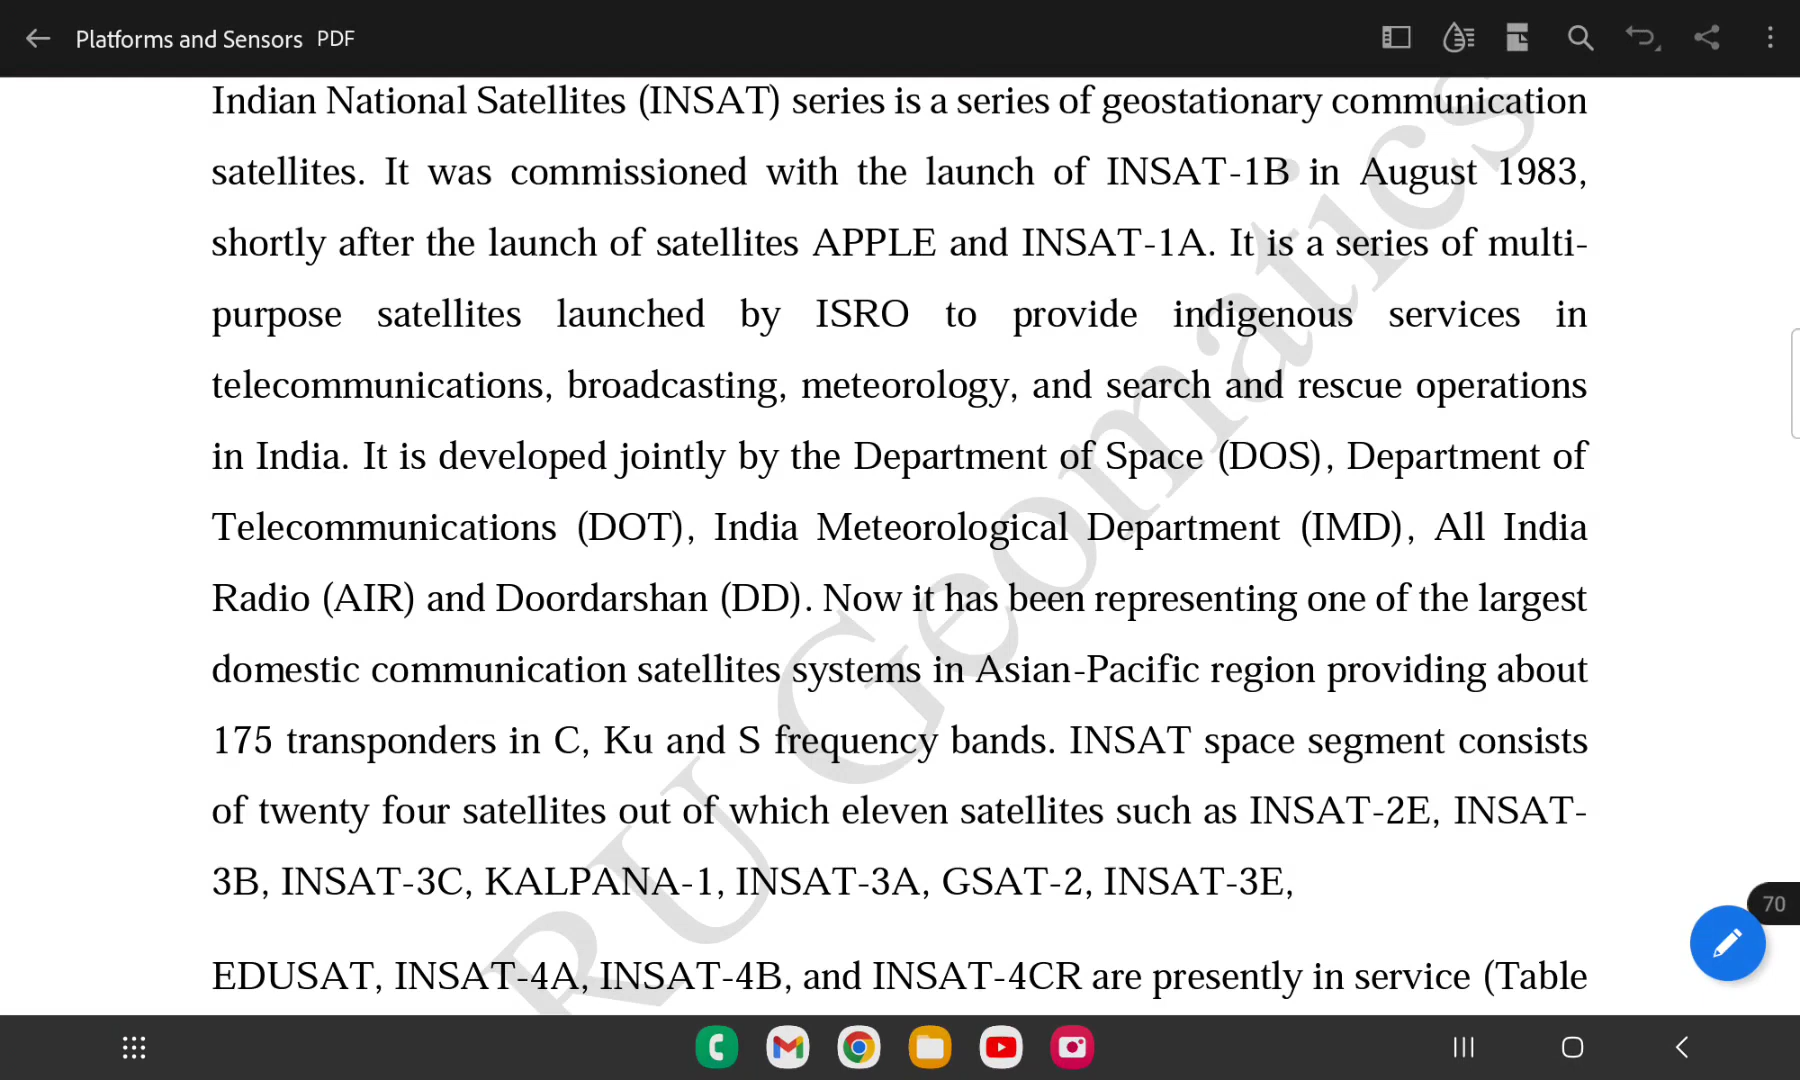 Platforms and Sensors PDF
Indian National Satellites (INSAT) series is a series of geostationary communication
satellites. It was commissioned with the launch of INSAT-1B in August 1983,
shortly after the launch of satellites APPLE and INSAT-1A. It is a series of multi-
purpose satellites launched by ISRO to provide indigenous services in
telecommunications, broadcasting, meteorology, and search and rescue operations
in India. It is developed jointly by the Department of Space (DOS), Department of
Telecommunications (DOT), India Meteorological Department (IMD), All India
Radio (AIR) and Doordarshan (DD). Now it has been representing one of the largest
domestic communication satellites systems in Asian-Pacific region providing about
175 transponders in C, Ku and S frequency bands. INSAT space segment consists
of twenty four satellites out of which eleven satellites such as INSAT-2E, INSAT-
3B, INSAT-3C, KALPANA-1, INSAT-3A, GSAT-2, INSAT-3E,
70
EDUSAT, INSAT-4A, INSAT-4B, and INSAT-4CR are presently in service (Table
RU Geomatics